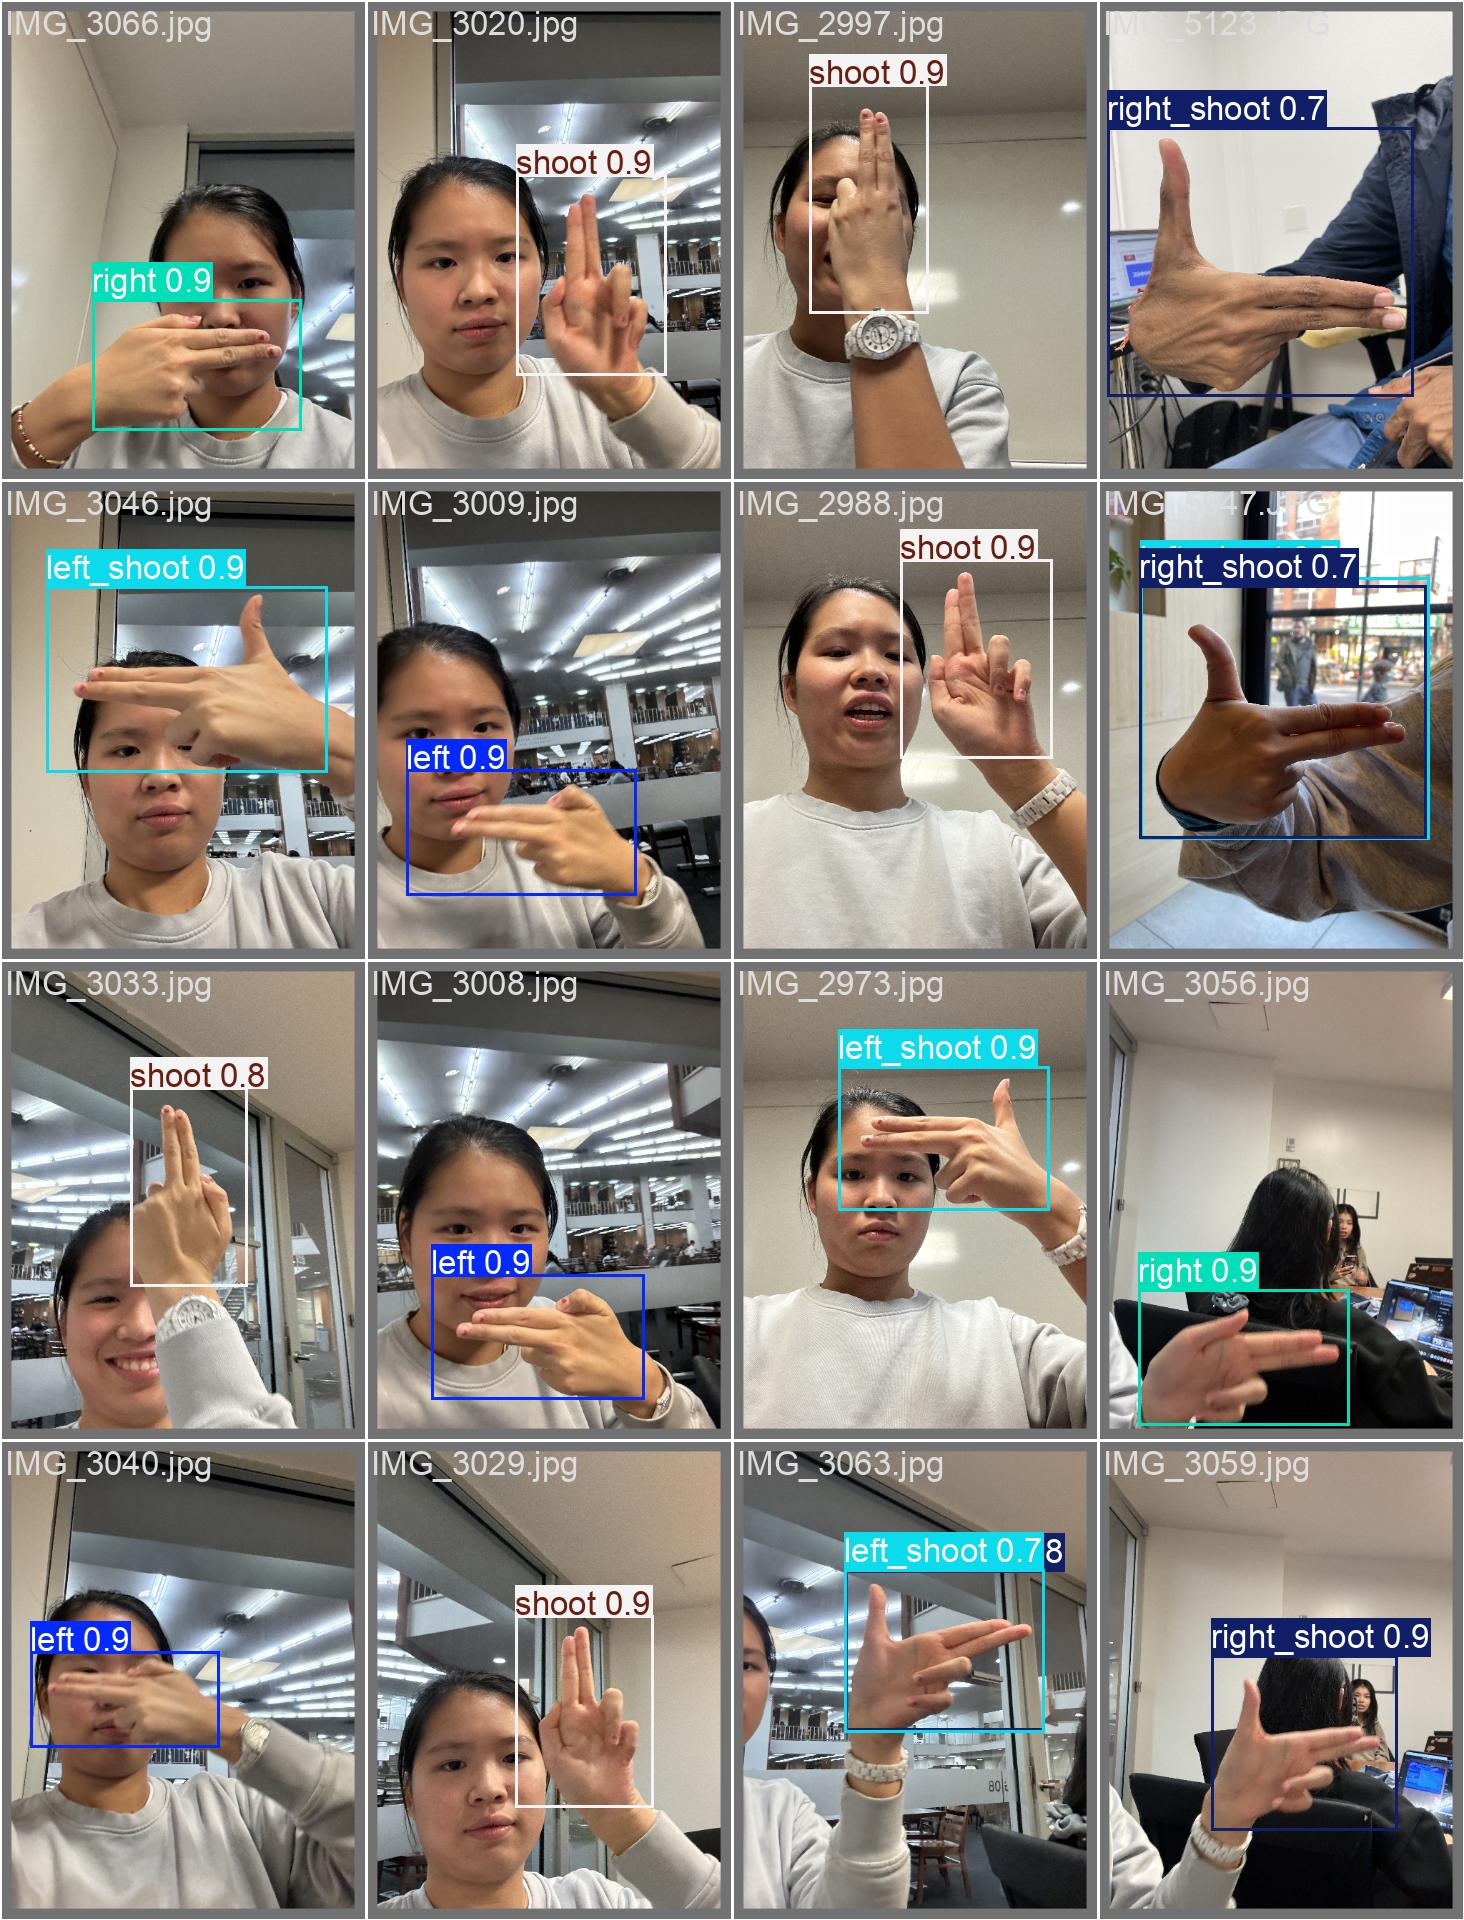 IMG_3066.jpg
right 0.9
IMG_3020.jpg
shoot 0.9
IMG_2997.jpg
shoot 0.9
IMG_5123.JPG
right_shoot 0.7
IMG_3046.jpg
left_shoot 0.9
IMG_3009.jpg
left 0.9
IMG_2988.jpg
shoot 0.9
right_shoot 0.7
IMG_3033.jpg
shoot 0.8
IMG_3008.jpg
left 0.9
IMG_2973.jpg
left_shoot 0.9
IMG_3056.jpg
right 0.9
IMG_3040.jpg
left 0.9
IMG_3029.jpg
shoot 0.9
IMG_3063.jpg
left_shoot 0.7
8
IMG_3059.jpg
right_shoot 0.9